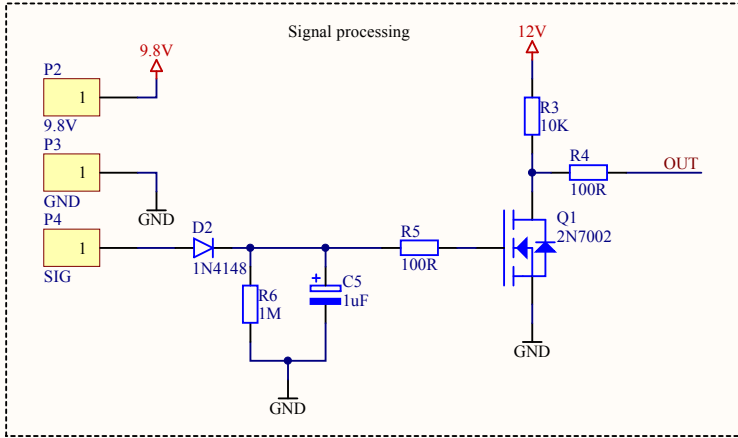 Signal processing
P2
1
9.8V
9.8V
P3
1
GND
GND
P4
1
SIG
D2
1N4148
R6
1M
+
C5
1uF
GND
R5
100R
12V
R3
10K
R4
100R
OUT
Q1
2N7002
GND